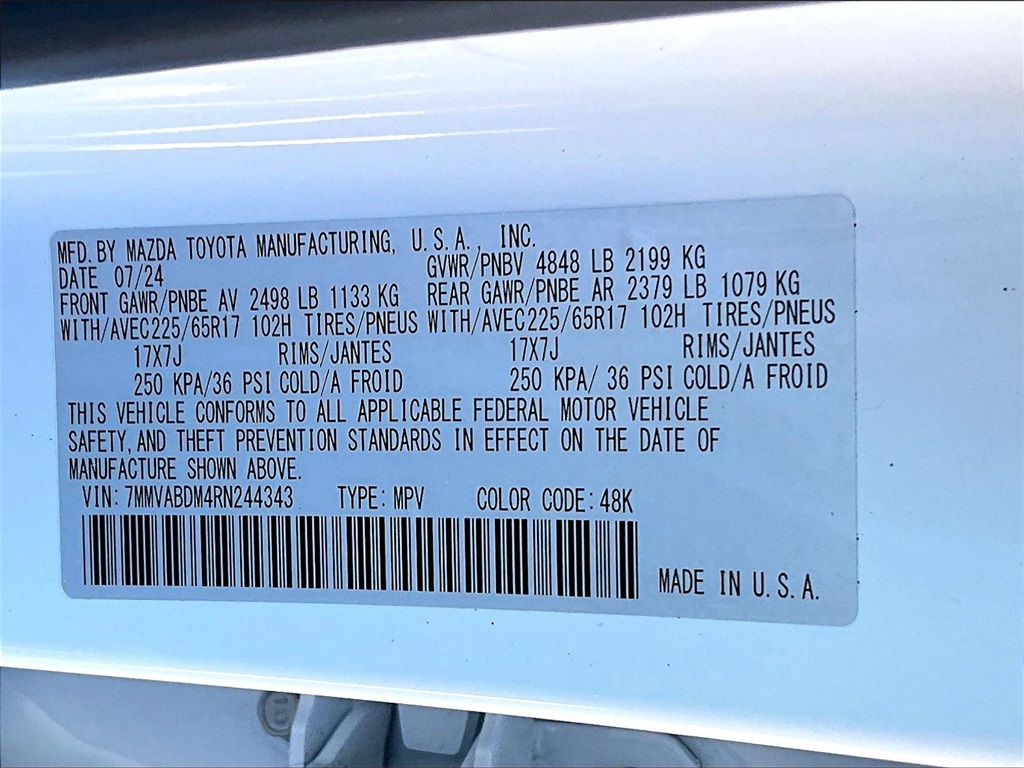 MFD. BY MAZDA TOYOTA MANUFACTURING, U.S.A., INC.
DATE 07/24 GVWR/PNBV 4848 LB 2199 KG
FRONT GAWR/PNBE AV 2498 LB 1133 KG REAR GAWR/PNBE AR 2379 LB 1079 KG
WITH/AVEC225/65R17 102H TIRES/PNEUS WITH/AVEC225/65R17 102H TIRES/PNEUS
17X7J RIMS/JANTES 17X7J RIMS/JANTES
250 KPA/36 PSI COLD/A FROID 250 KPA/ 36 PSI COLD/A FROID
THIS VEHICLE CONFORMS TO ALL APPLICABLE FEDERAL MOTOR VEHICLE
SAFETY, AND THEFT PREVENTION STANDARDS IN EFFECT ON THE DATE OF
MANUFACTURE SHOWN ABOVE.
VIN: 7MMVABDM4RN244343 TYPE: MPV COLOR CODE: 48K
MADE IN U.S.A.